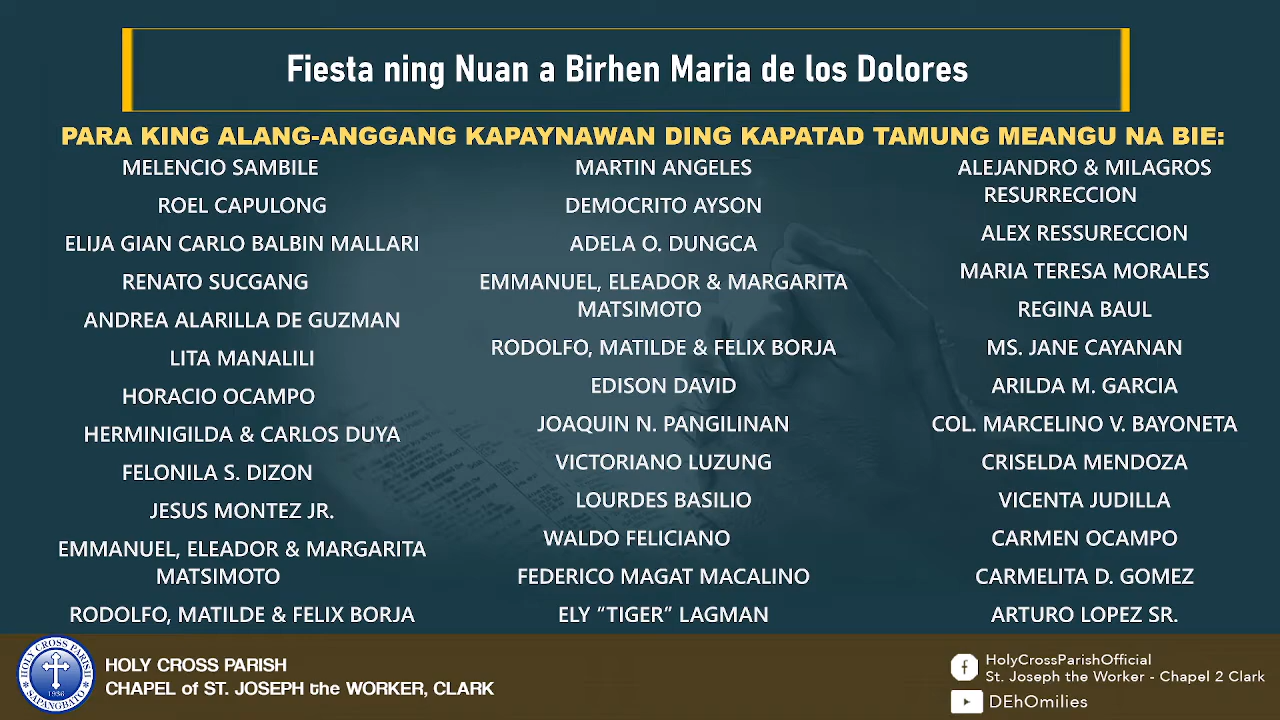 Fiesta ning Nuan a Birhen Maria de los Dolores
PARA KING ALANG-ANGGANG KAPAYNAWAN DING KAPATAD TAMUNG MEANGU NA BIE:
MELENCIO SAMBILE
ROEL CAPULONG
ELIJA GIAN CARLO BALBIN MALLARI
RENATO SUCGANG
ANDREA ALARILLA DE GUZMAN
LITA MANALILI
HORACIO OCAMPO
HERMINIGILDA & CARLOS DUYA
FELONILA S. DIZON
JESUS MONTEZ JR.
EMMANUEL, ELEADOR & MARGARITA
MATSIMOTO
RODOLFO, MATILDE & FELIX BORJA
MARTIN ANGELES
DEMOCRITO AYSON
ADELA O. DUNGCA
EMMANUEL, ELEADOR & MARGARITA
MATSIMOTO
RODOLFO, MATILDE & FELIX BORJA
EDISON DAVID
JOAQUIN N. PANGILINAN
VICTORIANO LUZUNG
LOURDES BASILIO
WALDO FELICIANO
FEDERICO MAGAT MACALINO
ELY “TIGER” LAGMAN
ALEJANDRO & MILAGROS
RESURRECCION
ALEX RESSURECCION
MARIA TERESA MORALES
REGINA BAUL
MS. JANE CAYANAN
ARILDA M. GARCIA
COL. MARCELINO V. BAYONETA
CRISELDA MENDOZA
VICENTA JUDILLA
CARMEN OCAMPO
CARMELITA D. GOMEZ
ARTURO LOPEZ SR.
HOLY CROSS PARISH
SAPANGBATO
1936
HOLY CROSS PARISH
CHAPEL of ST. JOSEPH the WORKER, CLARK
HolyCrossParishOfficial
St. Joseph the Worker - Chapel 2 Clark
DEhOmilies